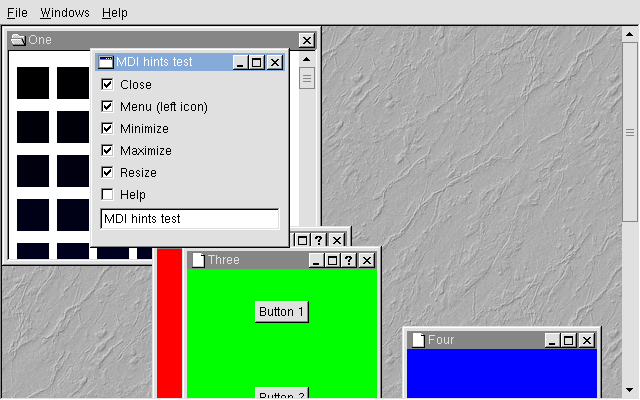 File Windows Help
One
MDI hints test
Close
Menu (left icon)
Minimize
Maximize
Resize
Help
MDI hints test
Three
Button 1
Button 2
Four